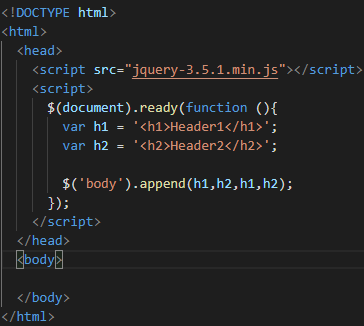 <!DOCTYPE html>
<html>
<head>
<script src="jquery-3.5.1.min.js"></script>
<script>
$(document).ready(function (){
var h1 = '<h1>Header1</h1>';
var h2 = '<h2>Header2</h2>';
$('body').append(h1,h2,h1,h2);
});
</script>
</head>
<body>
</body>
</html>